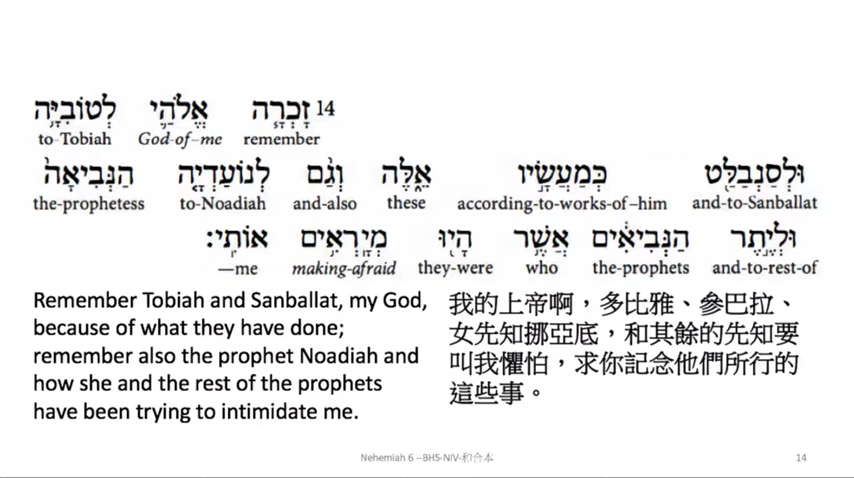 14 זָכְרָה אֱלֹהַי לְטוֹבִיָּה
remember God-of-me to-Tobiah
וּלְסַנְבַלַּט כְּמַעֲשָׂיו אֵלֶּה וְגַם לְנוֹעַדְיָה הַנְּבִיאָה
and-to-Sanballat according-to-works-of-him these and-also to-Noadiah the-prophetess
וּלְיֶתֶר הַנְּבִיאִים אֲשֶׁר הָיוּ מְיָרְאִים אוֹתִי׃
and-to-rest-of the-prophets who they-were making-afraid —me
Remember Tobiah and Sanballat, my God,
because of what they have done;
remember also the prophet Noadiah and
how she and the rest of the prophets
have been trying to intimidate me.
我的上帝啊，多比雅、參巴拉、
女先知挪亞底，和其餘的先知要
叫我懼怕，求你記念他們所行的
這些事。
Nehemiah 6 --BHS-NIV-和合本
14